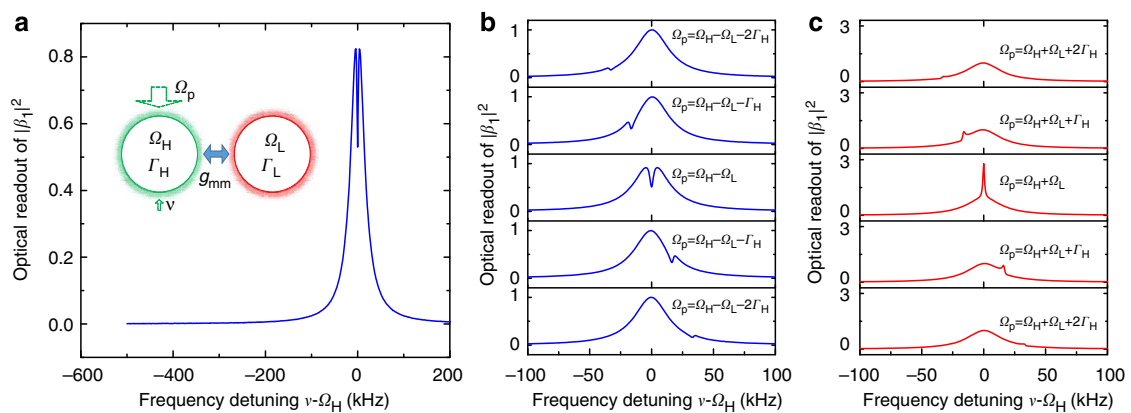 a
Optical readout of |β₁|²
0.8
0.6
0.4
0.2
0.0
Ωp
ΩH
ΓH
gmm
ΩL
ΓL
ν
−600
−400
−200
0
200
Frequency detuning ν-ΩH (kHz)
b
Optical readout of |β₁|²
1
0
1
0
1
0
1
0
1
0
Ωp=ΩH−ΩL−2ΓH
Ωp=ΩH−ΩL−ΓH
Ωp=ΩH−ΩL
Ωp=ΩH−ΩL−ΓH
Ωp=ΩH−ΩL−2ΓH
−100
−50
0
50
100
Frequency detuning ν-ΩH (kHz)
c
Optical readout of |β₁|²
3
0
3
0
3
0
3
0
3
0
Ωp=ΩH+ΩL+2ΓH
Ωp=ΩH+ΩL+ΓH
Ωp=ΩH+ΩL
Ωp=ΩH+ΩL+ΓH
Ωp=ΩH+ΩL+2ΓH
−100
−50
0
50
100
Frequency detuning ν-ΩH (kHz)